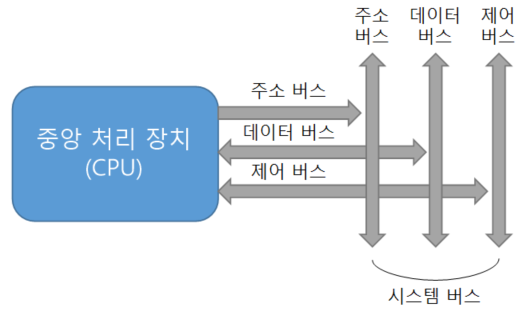 주소 데이터 제어
버스 버스 버스
주소 버스
데이터 버스
제어 버스
중앙 처리 장치
(CPU)
시스템 버스